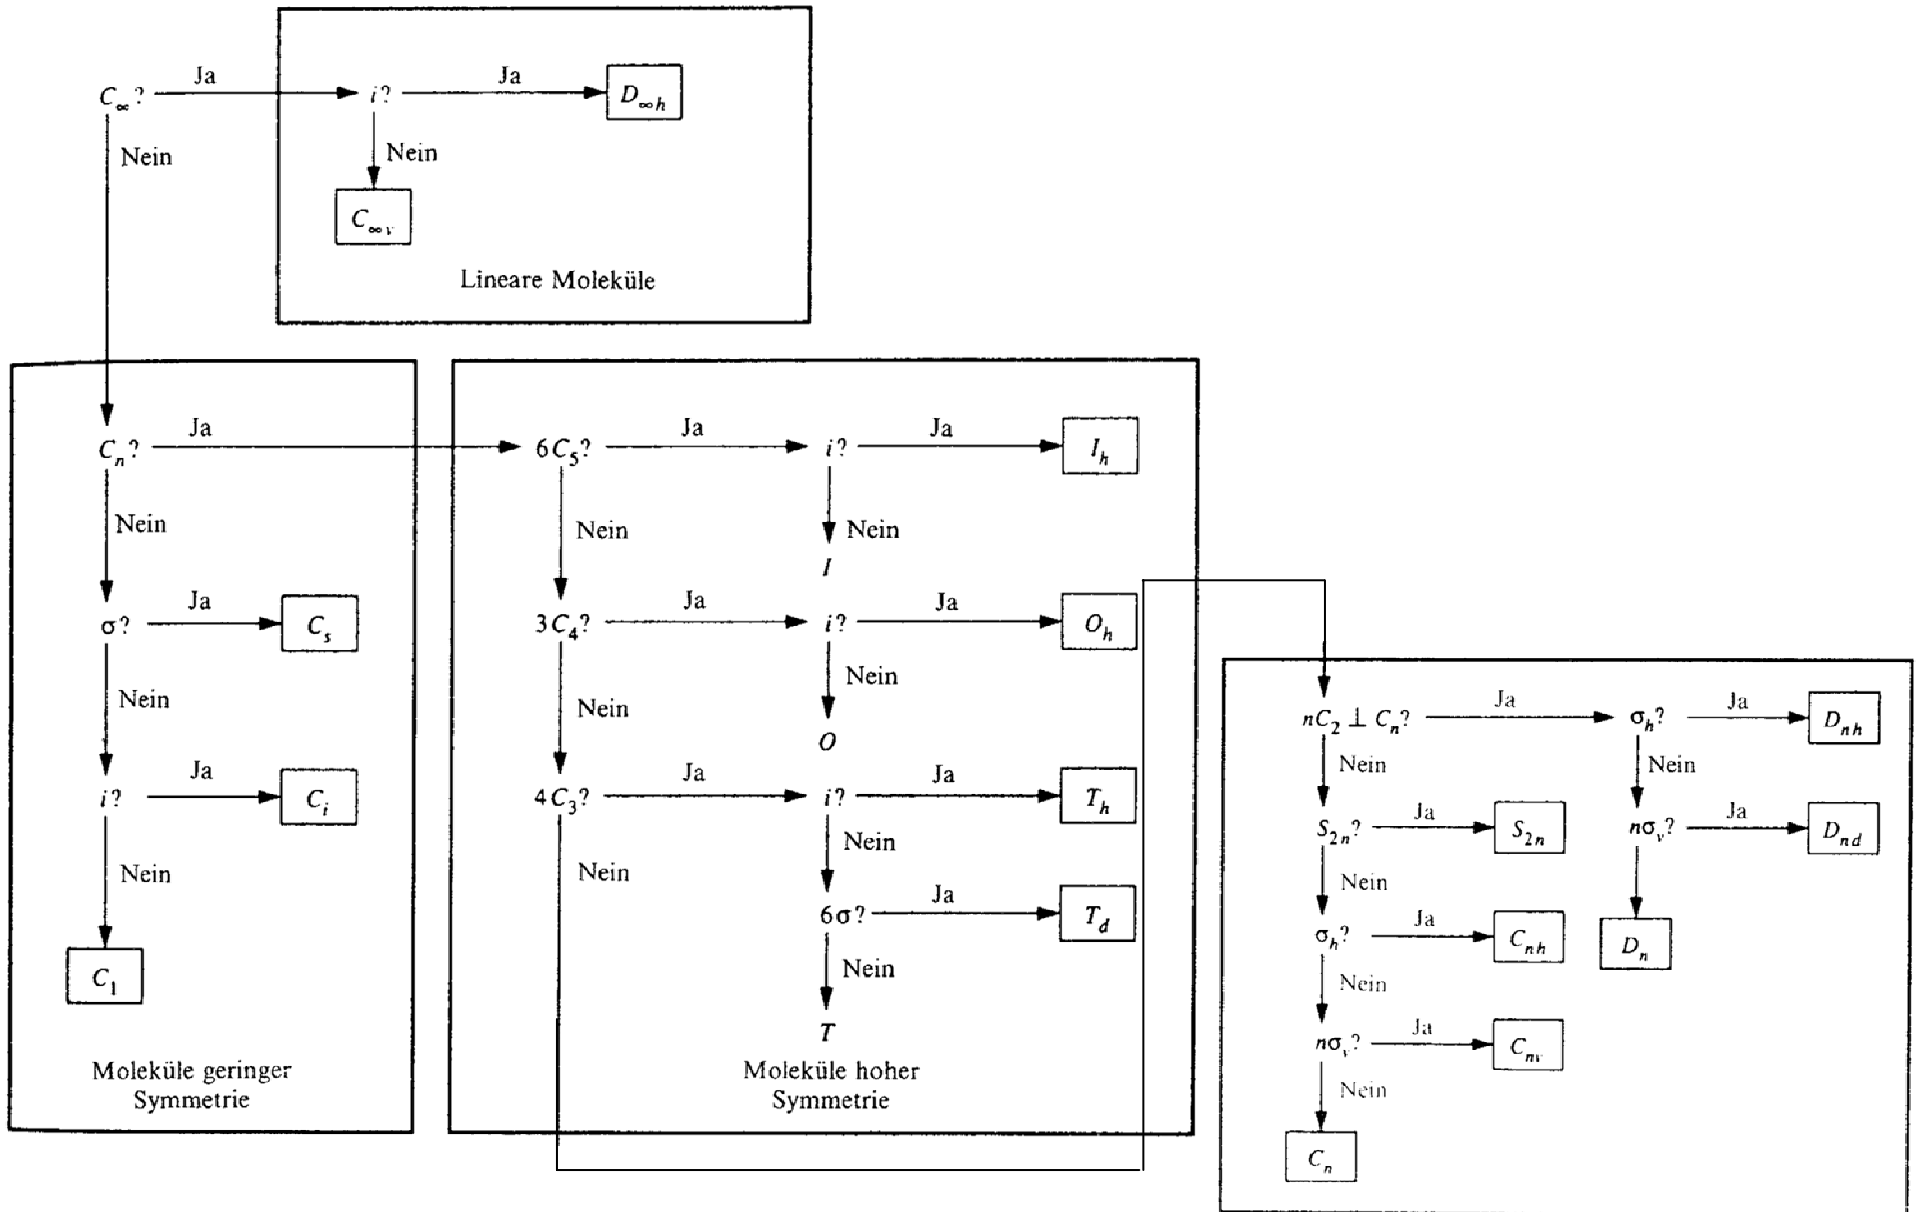 C∞? Ja i? Ja D∞h
Nein
Nein
C∞v
Lineare Moleküle
Cn? Ja
Nein
σ? Ja Cs
Nein
i? Ja Ci
Nein
C1
Moleküle geringer
Symmetrie
6C5? Ja i? Ja Ih
Nein
Nein
I
3C4? Ja i? Ja Oh
Nein
Nein
O
4C3? Ja i? Ja Th
Nein
Nein
6σ? Ja Td
Nein
T
Moleküle hoher
Symmetrie
nC2 ⊥ Cn? Ja σh? Ja Dnh
Nein
Nein
S2n? Ja S2n
nσv? Ja Dnd
Nein
σh? Ja Cnh
Dn
Nein
nσv? Ja Cnv
Nein
Cn